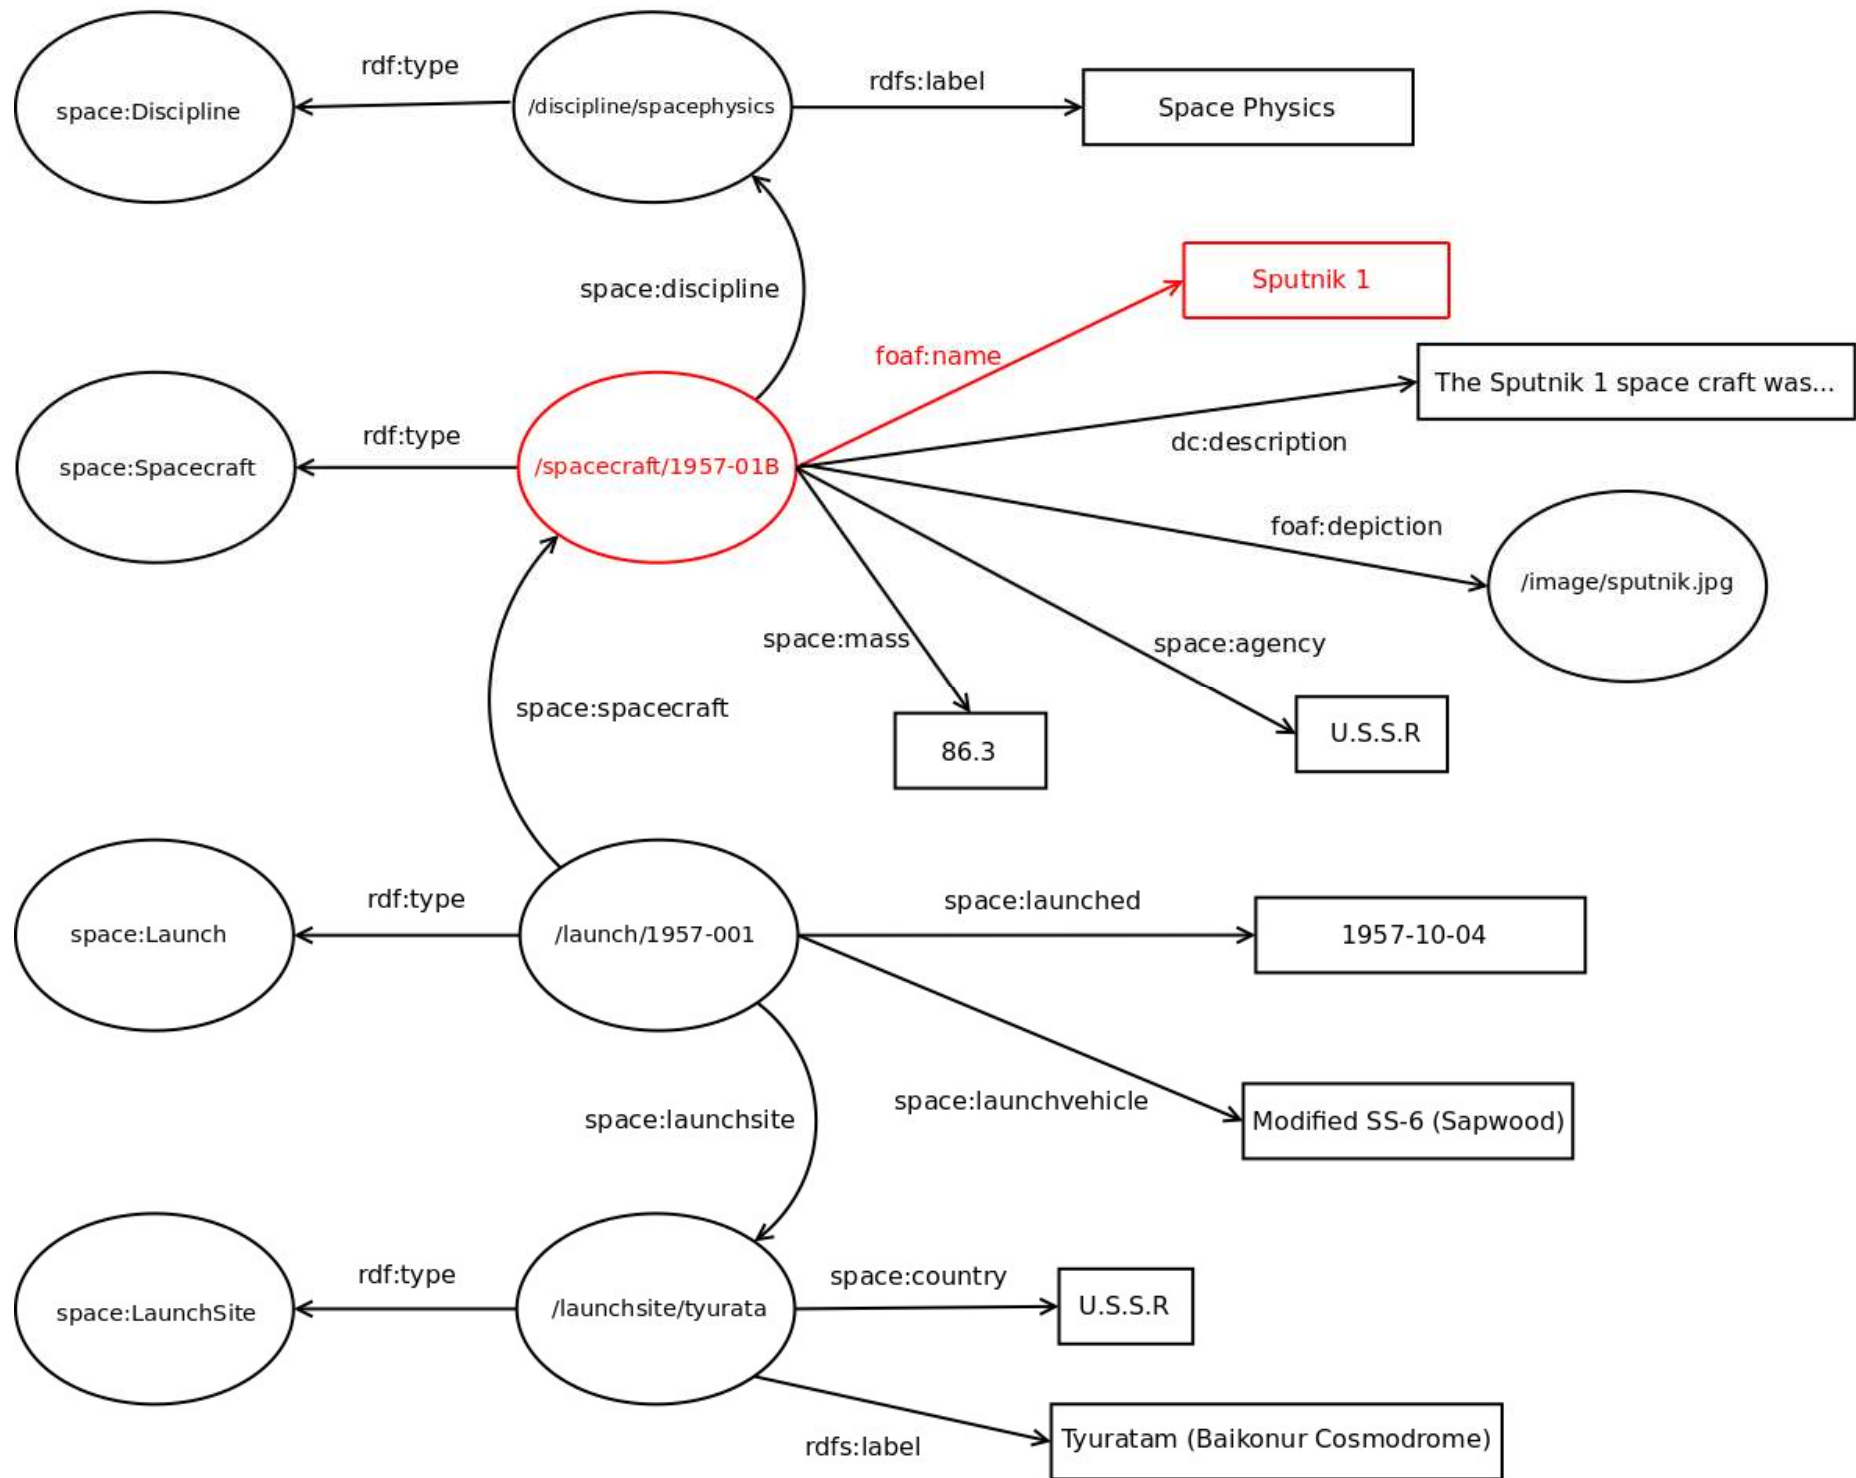 rdf:type
rdfs:label
space:Discipline
/discipline/spacephysics
Space Physics
space:discipline
Sputnik 1
foaf:name
The Sputnik 1 space craft was...
rdf:type
dc:description
space:Spacecraft
/spacecraft/1957-01B
foaf:depiction
/image/sputnik.jpg
space:mass
space:agency
space:spacecraft
86.3
U.S.S.R
rdf:type
space:launched
space:Launch
/launch/1957-001
1957-10-04
space:launchsite
space:launchvehicle
Modified SS-6 (Sapwood)
rdf:type
space:country
space:LaunchSite
/launchsite/tyurata
U.S.S.R
rdfs:label
Tyuratam (Baikonur Cosmodrome)